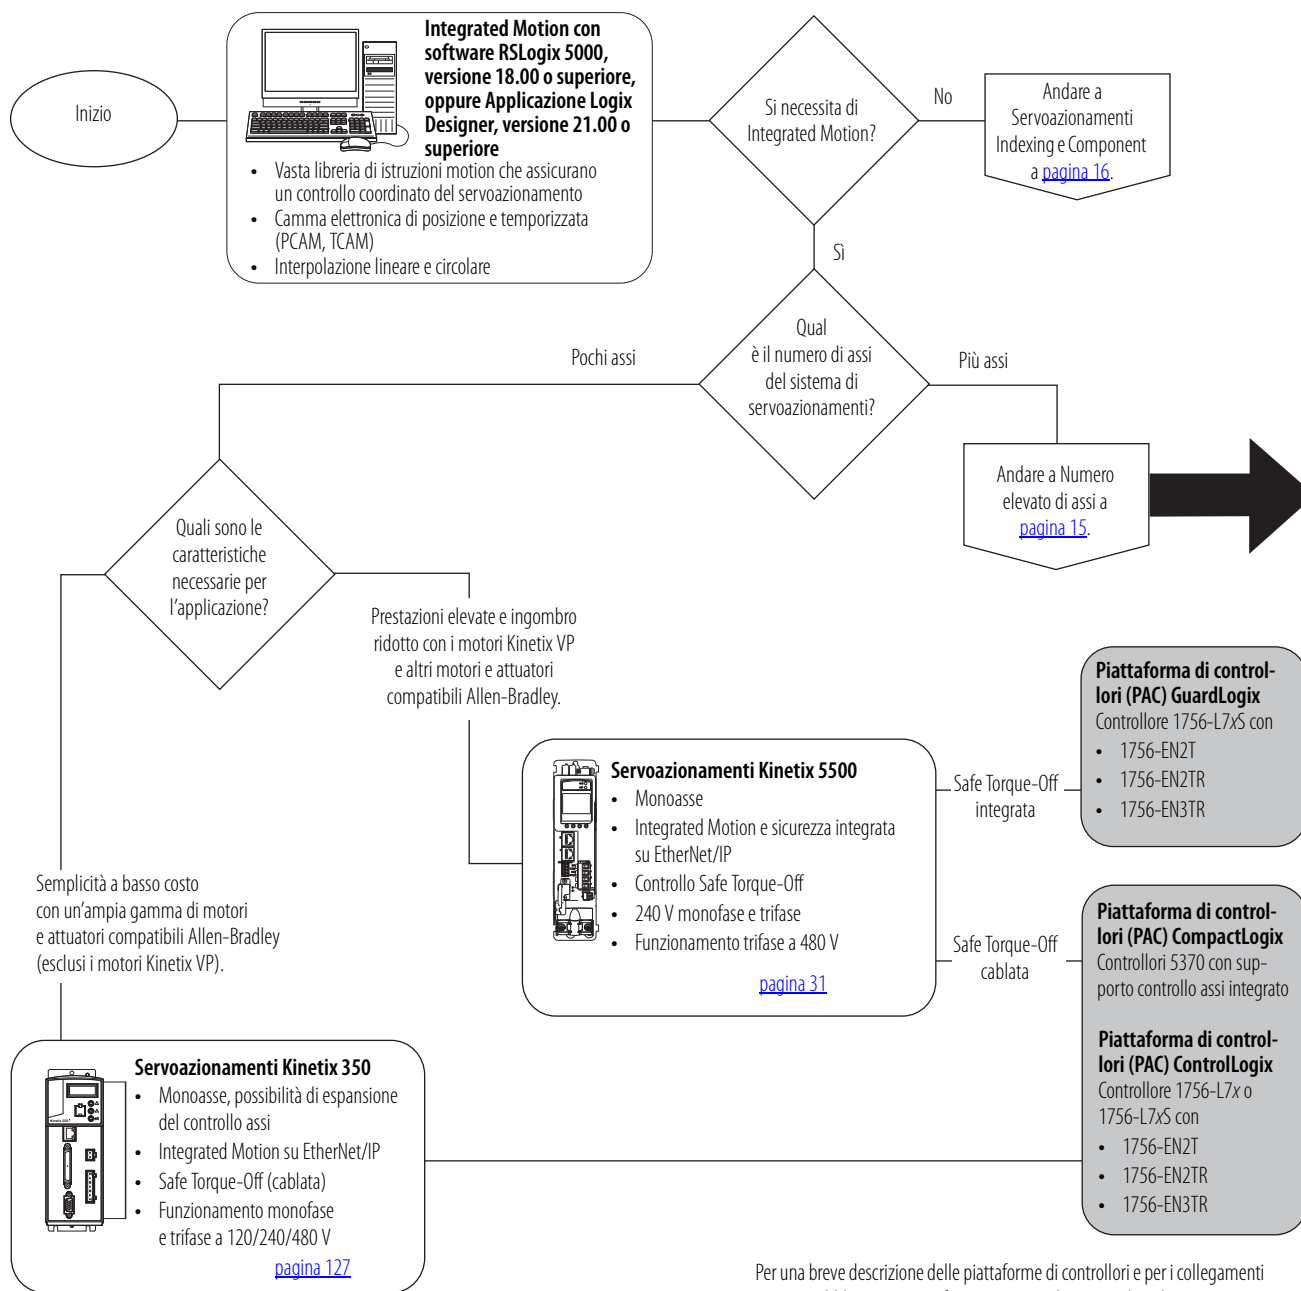 Inizio
Integrated Motion con
software RSLogix 5000,
versione 18.00 o superiore,
oppure Applicazione Logix
Designer, versione 21.00 o
superiore
• Vasta libreria di istruzioni motion che assicurano
un controllo coordinato del servoazionamento
• Camma elettronica di posizione e temporizzata
(PCAM, TCAM)
• Interpolazione lineare e circolare
Si necessita di
Integrated Motion?
No
Andare a
Servoazionamenti
Indexing e Component
a pagina 16.
Sì
Qual
è il numero di assi
del sistema di
servoazionamenti?
Pochi assi
Più assi
Andare a Numero
elevato di assi a
pagina 15.
Quali sono le
caratteristiche
necessarie per
l'applicazione?
Prestazioni elevate e ingombro
ridotto con i motori Kinetix VP
e altri motori e attuatori
compatibili Allen-Bradley.
Servoazionamenti Kinetix 5500
• Monoasse
• Integrated Motion e sicurezza integrata
su EtherNet/IP
• Controllo Safe Torque-Off
• 240 V monofase e trifase
• Funzionamento trifase a 480 V
pagina 31
Safe Torque-Off
integrata
Piattaforma di control-
lori (PAC) GuardLogix
Controllore 1756-L7xS con
• 1756-EN2T
• 1756-EN2TR
• 1756-EN3TR
Safe Torque-Off
cablata
Piattaforma di control-
lori (PAC) CompactLogix
Controllori 5370 con sup-
porto controllo assi integrato
Piattaforma di control-
lori (PAC) ControlLogix
Controllore 1756-L7x o
1756-L7xS con
• 1756-EN2T
• 1756-EN2TR
• 1756-EN3TR
Semplicità a basso costo
con un'ampia gamma di motori
e attuatori compatibili Allen-Bradley
(esclusi i motori Kinetix VP).
Servoazionamenti Kinetix 350
• Monoasse, possibilità di espansione
del controllo assi
• Integrated Motion su EtherNet/IP
• Safe Torque-Off (cablata)
• Funzionamento monofase
e trifase a 120/240/480 V
pagina 127
Per una breve descrizione delle piattaforme di controllori e per i collegamenti